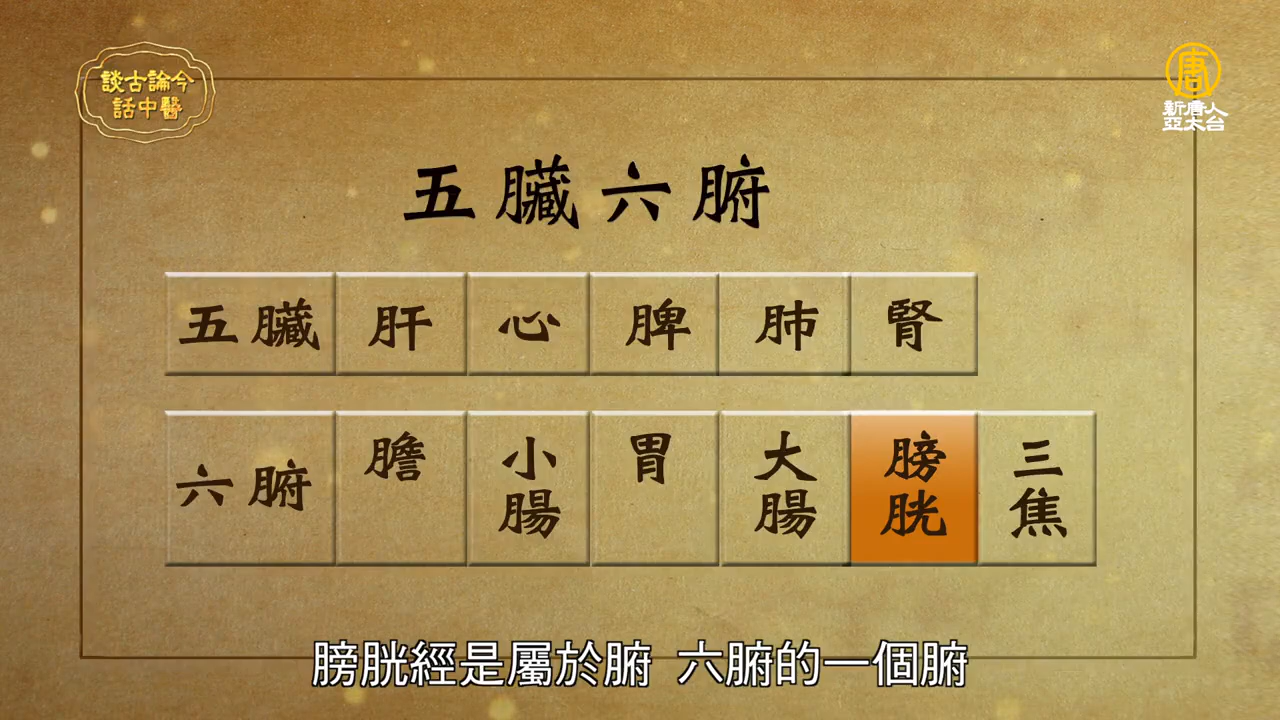 談古論今
話中醫
唐
新唐人
亞太台
五臟六腑
五臟 肝 心 脾 肺 腎
六腑 膽 小腸 胃 大腸 膀胱 三焦
膀胱經是屬於腑 六腑的一個腑